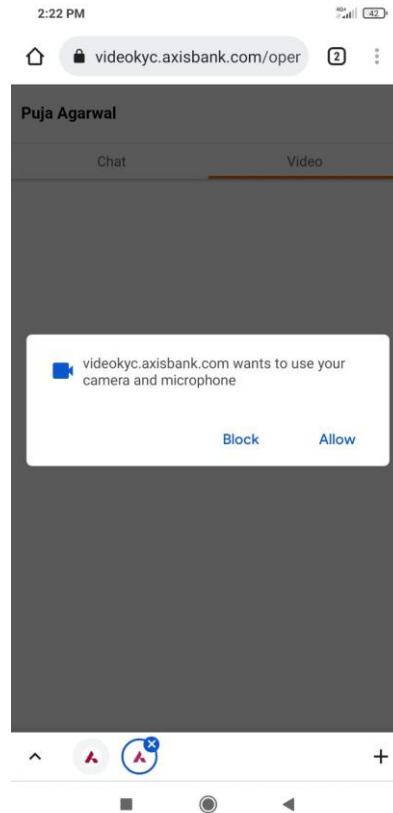 2:22 PM
4G+
42
videokyc.axisbank.com/oper
2
Puja Agarwal
Chat
Video
videokyc.axisbank.com wants to use your
camera and microphone
Block
Allow